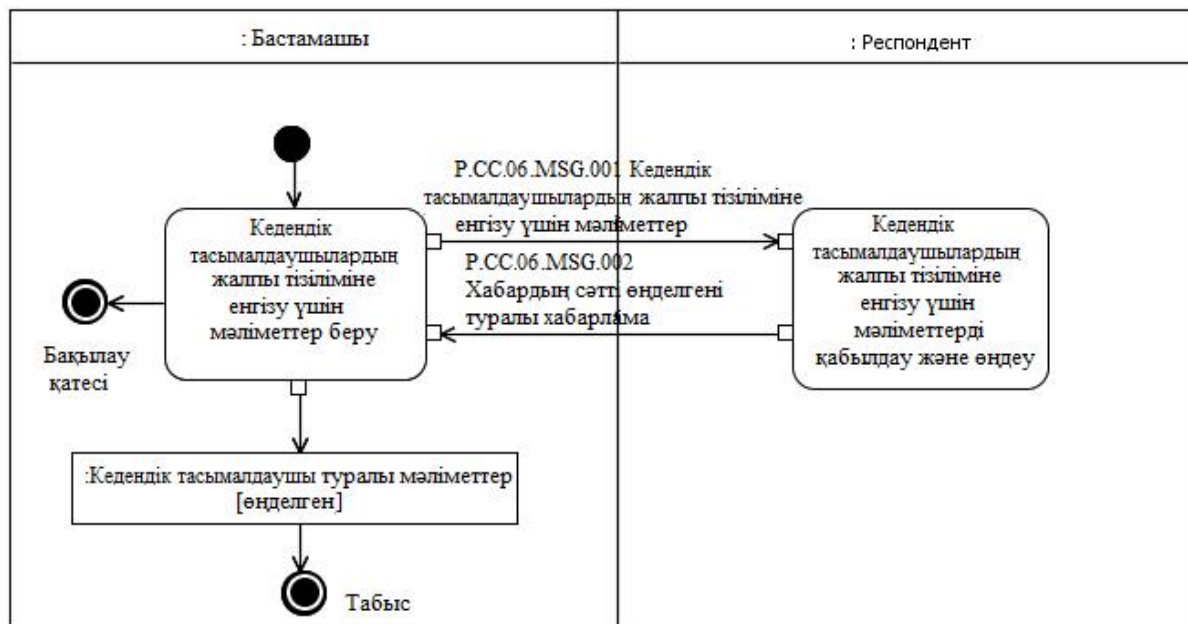 : Бастамашы
: Респондент
P.CC.06.MSG.001 Кедендік
тасымалдаушылардың жалпы тізіліміне
енгізу үшін мәліметтер
Кедендік
тасымалдаушылардың
жалпы тізіліміне
енгізу үшін
мәліметтер беру
P.CC.06.MSG.002
Хабардың сәтті өңделгені
туралы хабарлама
Кедендік
тасымалдаушылардың
жалпы тізіліміне
енгізу үшін
мәліметтерді
қабылдау және өңдеу
Бақылау
қатесі
:Кедендік тасымалдаушы туралы мәліметтер
[өңделген]
Табыс